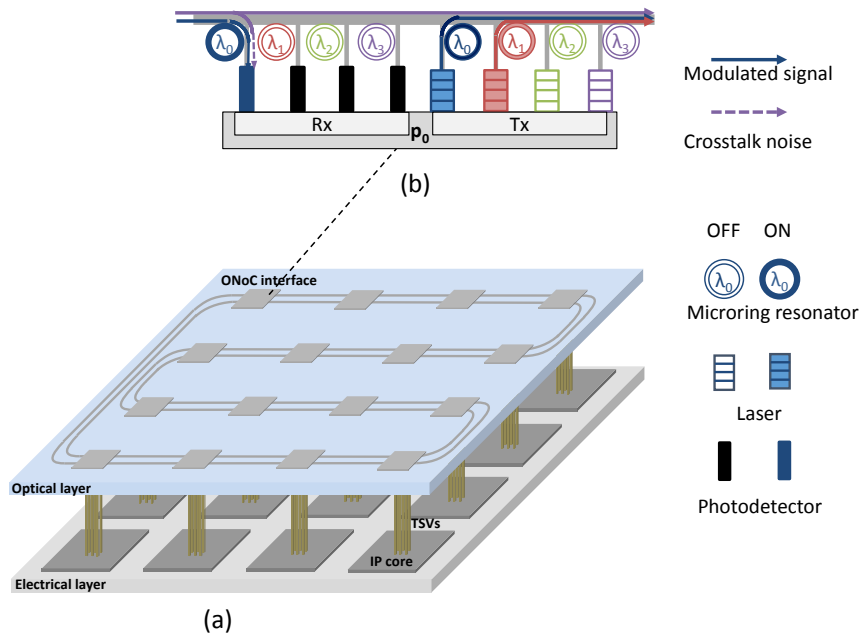 λ0 λ1 λ2 λ3 λ0 λ1 λ2 λ3
Rx p0 Tx
(b)
Modulated signal
Crosstalk noise
OFF ON
λ0 λ0
Microring resonator
Laser
Photodetector
ONoC interface
Optical layer
TSVs
IP core
Electrical layer
(a)